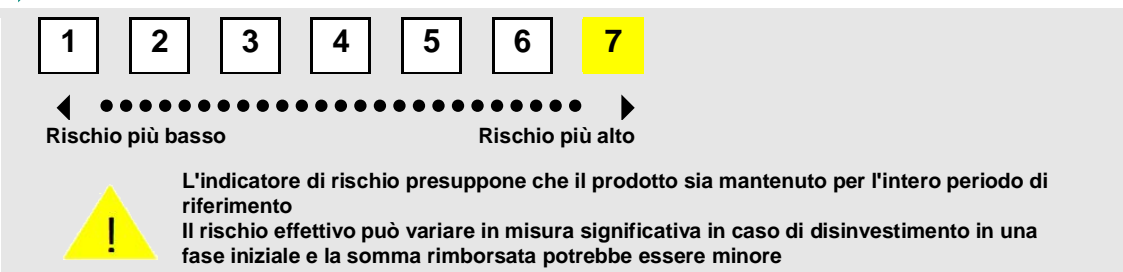 1 2 3 4 5 6 7
Rischio più basso Rischio più alto
L'indicatore di rischio presuppone che il prodotto sia mantenuto per l'intero periodo di
riferimento
Il rischio effettivo può variare in misura significativa in caso di disinvestimento in una
! fase iniziale e la somma rimborsata potrebbe essere minore